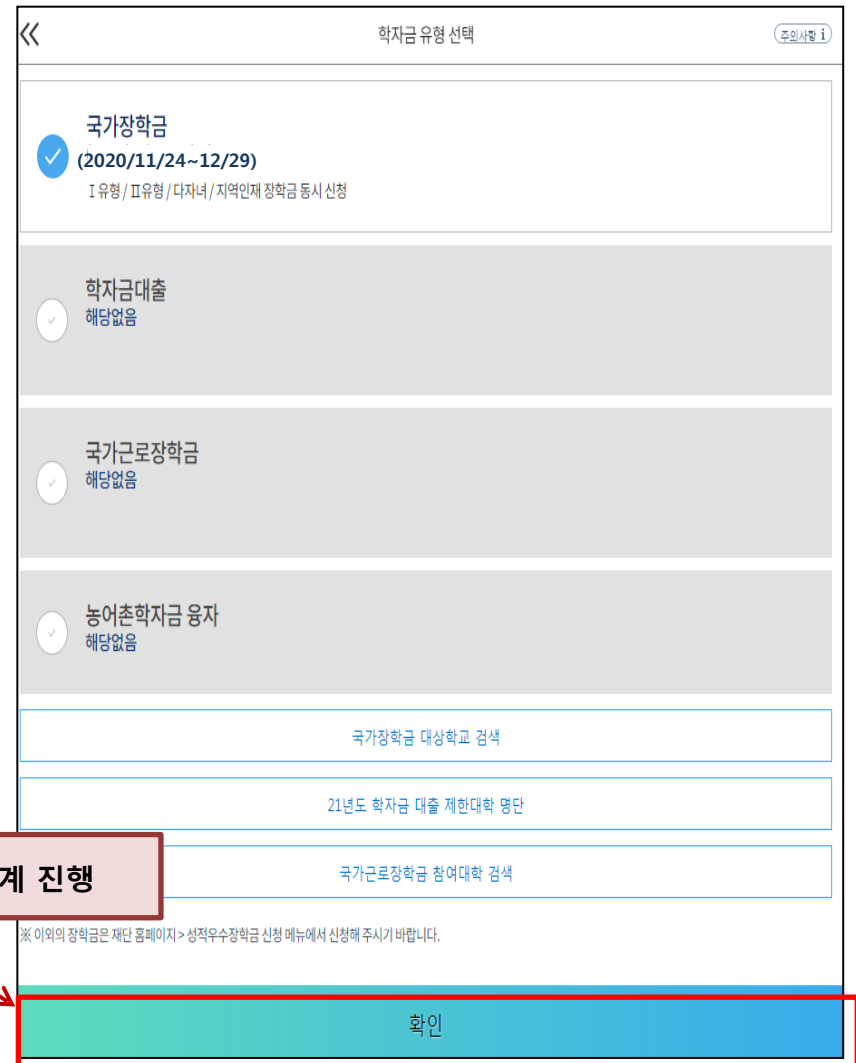 학자금 유형 선택
주의사항 i
국가장학금
(2020/11/24~12/29)
Ⅰ유형 / Ⅱ유형 / 다자녀 / 지역인재 장학금 동시 신청
학자금대출
해당없음
국가근로장학금
해당없음
농어촌학자금 융자
해당없음
국가장학금 대상학교 검색
21년도 학자금 대출 제한대학 명단
계 진행
국가근로장학금 참여대학 검색
※ 이외의 장학금은 재단 홈페이지 > 성적우수장학금 신청 메뉴에서 신청해 주시기 바랍니다.
확인